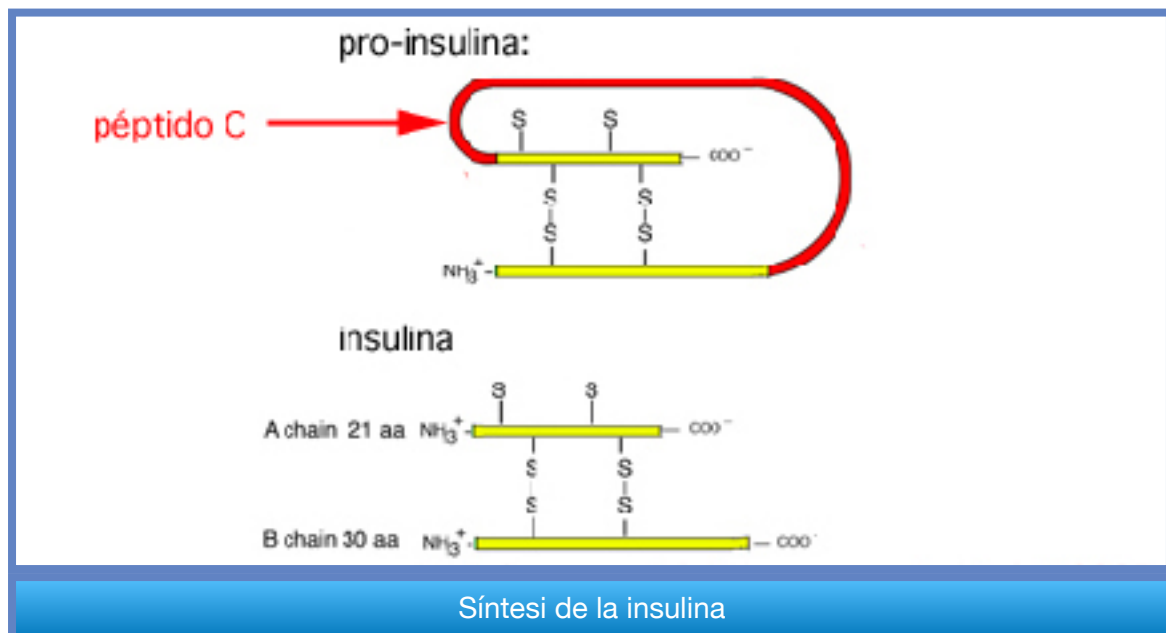 pro-insulina:
péptido C
S S
COO⁻
S S
S S
NH₃⁺
insulina
S S
A chain 21 aa NH₃⁺ COO⁻
S S
S S
B chain 30 aa NH₃⁺ COO⁻
Síntesi de la insulina